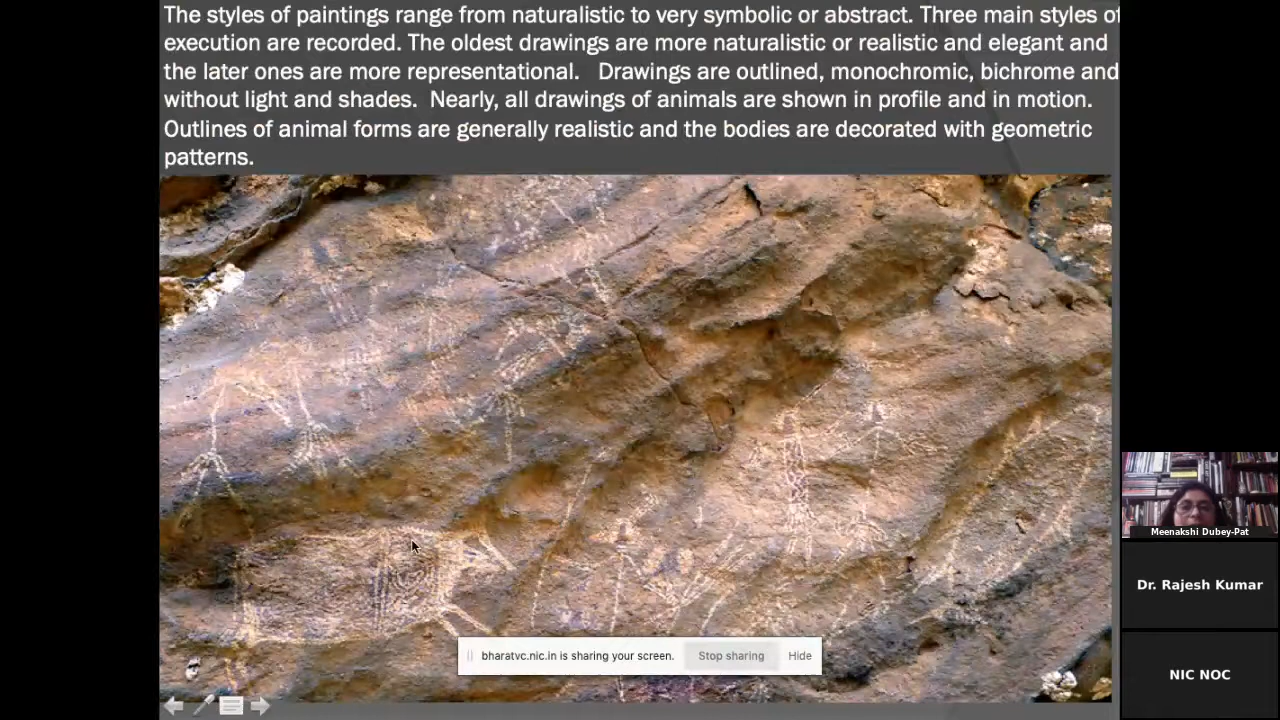 The styles of paintings range from naturalistic to very symbolic or abstract. Three main styles of
execution are recorded. The oldest drawings are more naturalistic or realistic and elegant and
the later ones are more representational. Drawings are outlined, monochromic, bichrome and
without light and shades. Nearly, all drawings of animals are shown in profile and in motion.
Outlines of animal forms are generally realistic and the bodies are decorated with geometric
patterns.
Meenakshi Dubey-Pat
Dr. Rajesh Kumar
bharatvc.nic.in is sharing your screen. Stop sharing Hide
NIC NOC